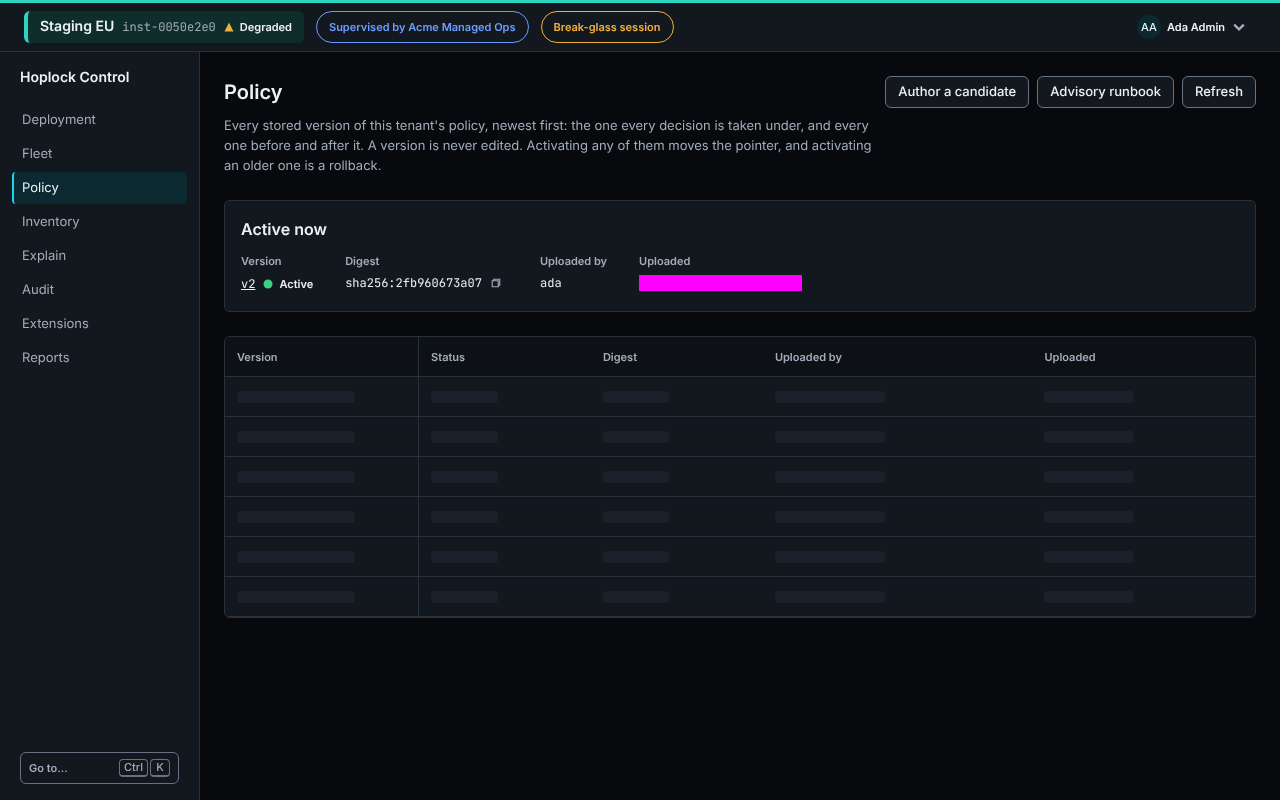 Staging EU inst-0050e2e0 Degraded Supervised by Acme Managed Ops Break-glass session AA Ada Admin
Hoplock Control
Deployment
Fleet
Policy
Inventory
Explain
Audit
Extensions
Reports
Go to... Ctrl K
Policy
Author a candidate Advisory runbook Refresh
Every stored version of this tenant's policy, newest first: the one every decision is taken under, and every
one before and after it. A version is never edited. Activating any of them moves the pointer, and activating
an older one is a rollback.
Active now
Version Digest Uploaded by Uploaded
v2 Active sha256:2fb960673a07 ada
Version Status Digest Uploaded by Uploaded